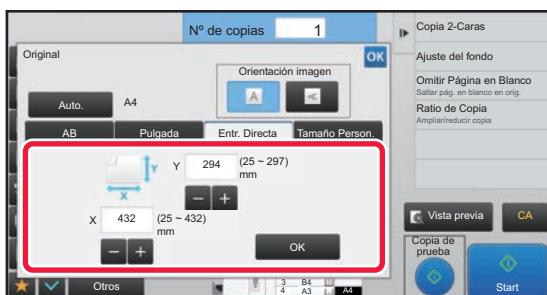 Nº de copias 1
Original
OK
Orientación imagen
A
A
Auto. A4
AB Pulgada Entr. Directa Tamaño Person.
Y
X
Y 294 (25 ~ 297)
mm
X 432 (25 ~ 432)
mm
OK
Otros
3 B4
4 A3 A4
Copia 2-Caras
Ajuste del fondo
Omitir Página en Blanco
Saltar pág. en blanco en orig.
Ratio de Copia
Ampliar/reducir copia
Vista previa
CA
Copia de
prueba
Start